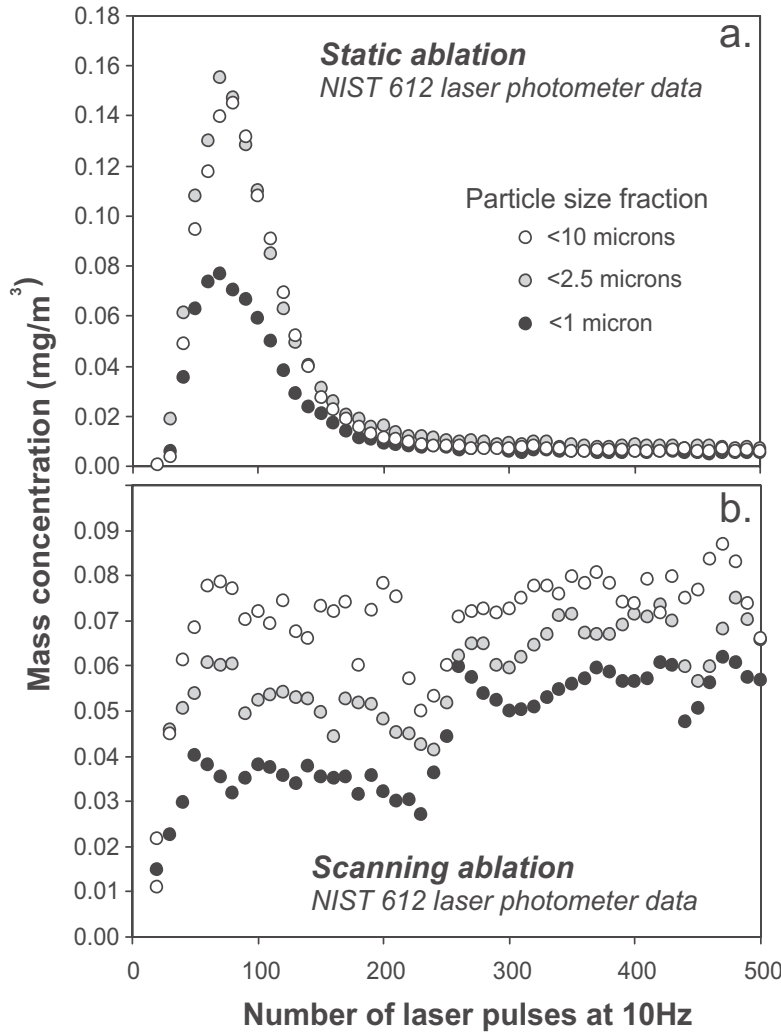 a.
Static ablation
NIST 612 laser photometer data
Particle size fraction
<10 microns
<2.5 microns
<1 micron
0.18
0.16
0.14
0.12
0.10
0.08
0.06
0.04
0.02
0.00
Mass concentration (mg/m³)
b.
0.09
0.08
0.07
0.06
0.05
0.04
0.03
0.02
0.01
0.00
Scanning ablation
NIST 612 laser photometer data
0 100 200 300 400 500
Number of laser pulses at 10Hz